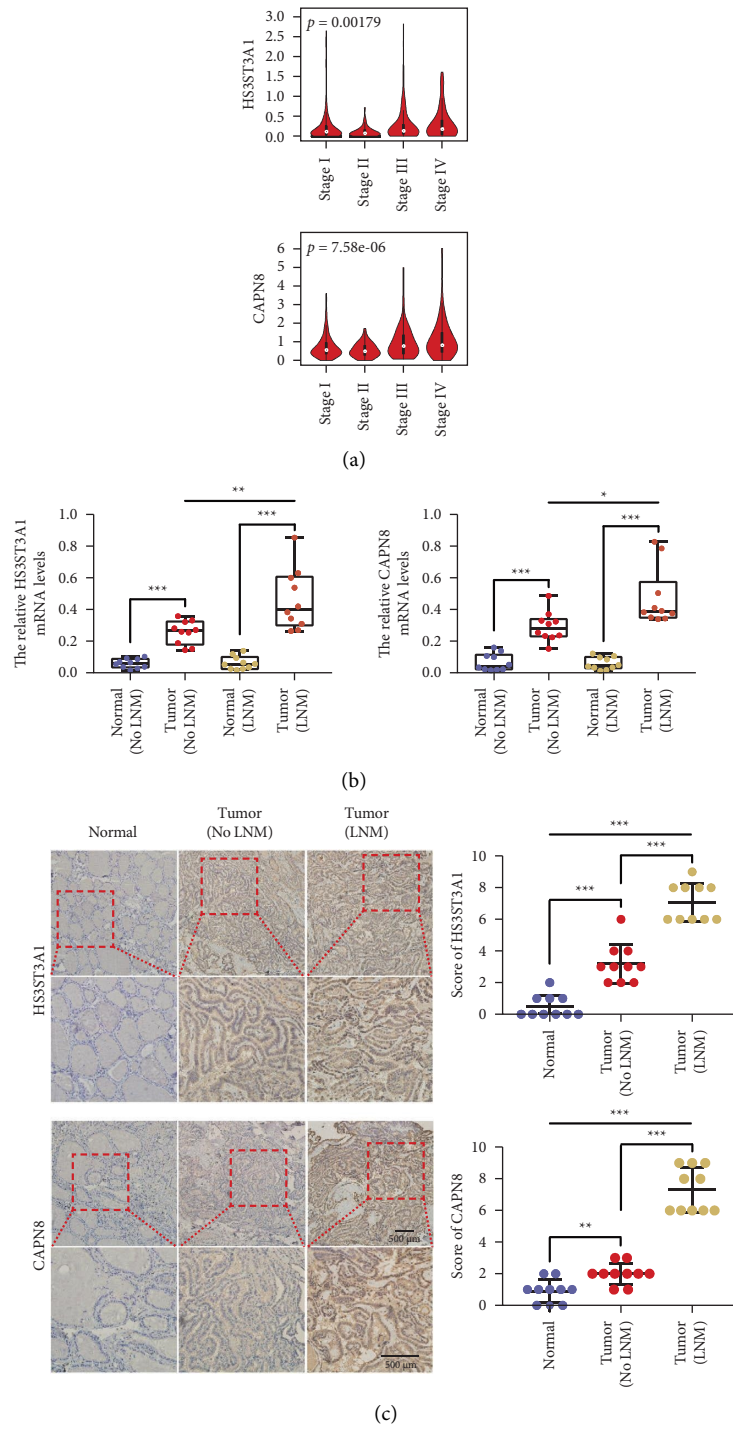 p = 0.00179
HS3ST3A1
3.0
2.5
2.0
1.5
1.0
0.5
0.0
Stage I
Stage II
Stage III
Stage IV
p = 7.58e-06
CAPN8
6
5
4
3
2
1
0
Stage I
Stage II
Stage III
Stage IV
(a)
The relative HS3ST3A1
mRNA levels
1.0
0.8
0.6
0.4
0.2
0.0
**
***
***
Normal
(No LNM)
Tumor
(No LNM)
Normal
(LNM)
Tumor
(LNM)
The relative CAPN8
mRNA levels
1.0
0.8
0.6
0.4
0.2
0.0
*
***
***
Normal
(No LNM)
Tumor
(No LNM)
Normal
(LNM)
Tumor
(LNM)
(b)
Normal
Tumor
(No LNM)
Tumor
(LNM)
HS3ST3A1
Score of HS3ST3A1
10
8
6
4
2
0
***
***
***
Normal
Tumor
(No LNM)
Tumor
(LNM)
CAPN8
500 μm
500 μm
Score of CAPN8
10
8
6
4
2
0
***
***
**
Normal
Tumor
(No LNM)
Tumor
(LNM)
(c)